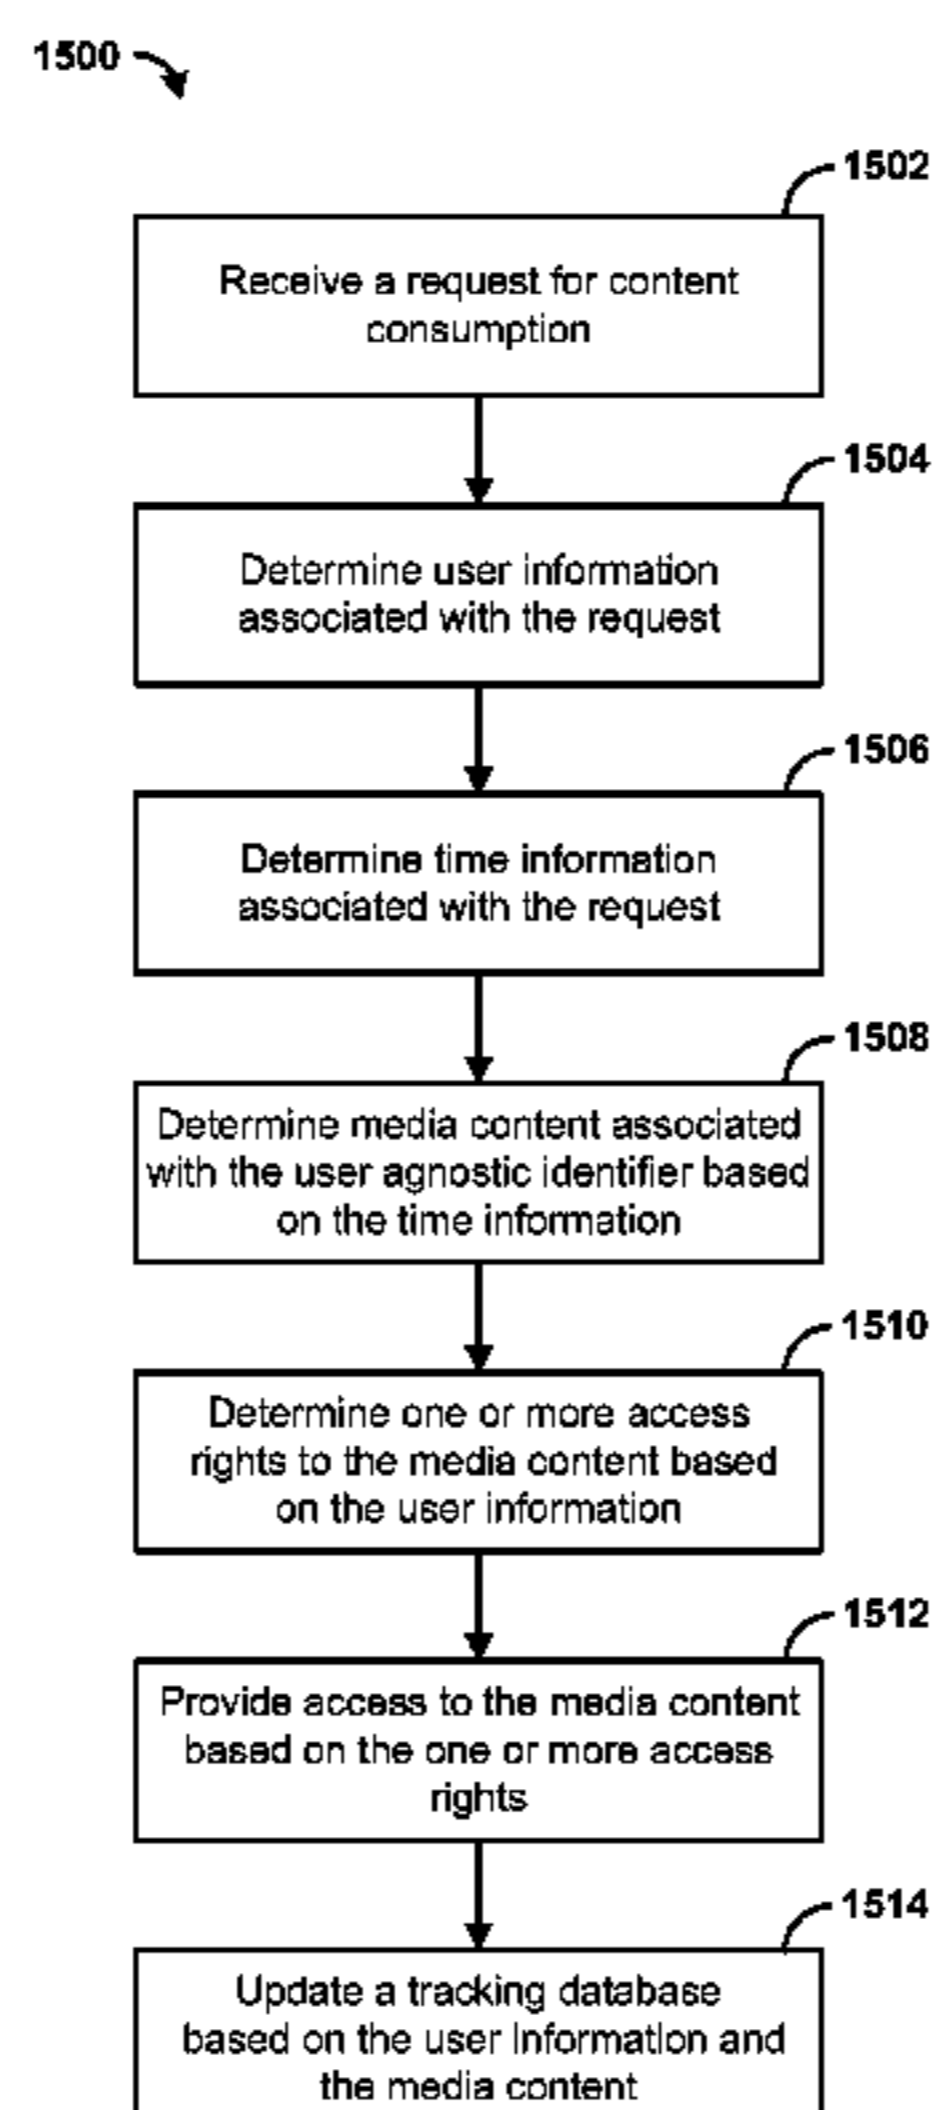 1500
1502
Receive a request for content
consumption
1504
Determine user information
associated with the request
1506
Determine time information
associated with the request
1508
Determine media content associated
with the user agnostic identifier based
on the time information
1510
Determine one or more access
rights to the media content based
on the user information
1512
Provide access to the media content
based on the one or more access
rights
1514
Update a tracking database
based on the user information and
the media content